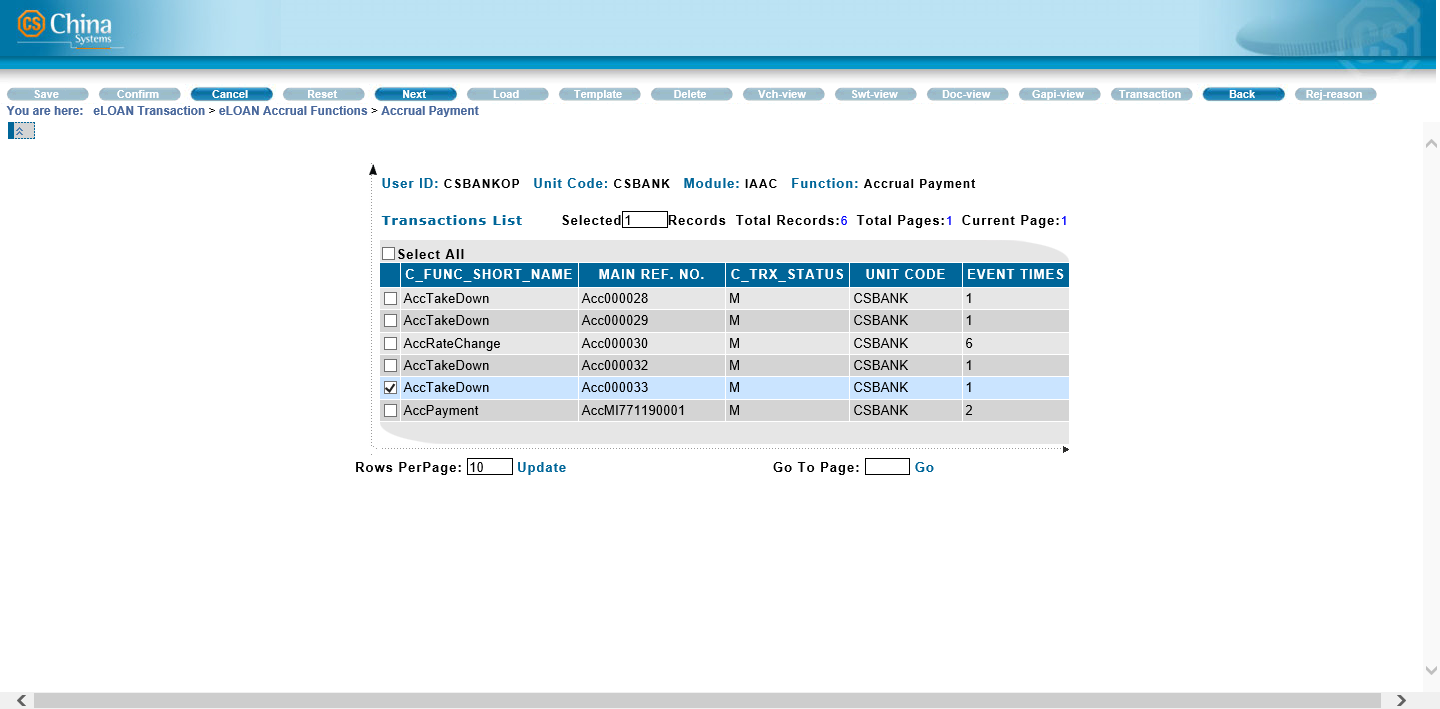 CS China
Systems
CS
Save Confirm Cancel Reset Next Load Template Delete Vch-view Swt-view Doc-view Gapi-view Transaction Back Rej-reason
You are here: eLOAN Transaction > eLOAN Accrual Functions > Accrual Payment
User ID: CSBANKOP Unit Code: CSBANK Module: IAAC Function: Accrual Payment
Transactions List Selected 1 Records Total Records:6 Total Pages:1 Current Page:1
Select All
C_FUNC_SHORT_NAME MAIN REF. NO. C_TRX_STATUS UNIT CODE EVENT TIMES
AccTakeDown Acc000028 M CSBANK 1
AccTakeDown Acc000029 M CSBANK 1
AccRateChange Acc000030 M CSBANK 6
AccTakeDown Acc000032 M CSBANK 1
AccTakeDown Acc000033 M CSBANK 1
AccPayment AccMI771190001 M CSBANK 2
Rows PerPage: 10 Update Go To Page: Go